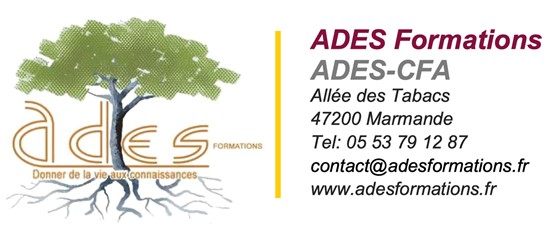 ades
FORMATIONS
Donner de la vie aux connaissances
ADES Formations
ADES-CFA
Allée des Tabacs
47200 Marmande
Tel: 05 53 79 12 87
contact@adesformations.fr
www.adesformations.fr